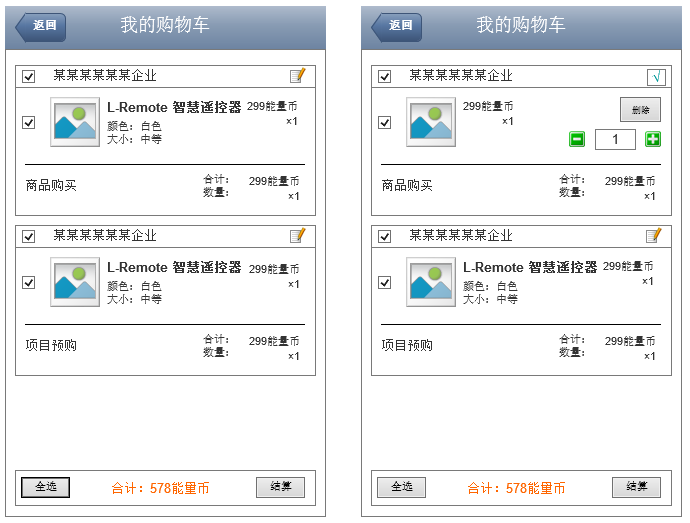 返回
我的购物车
某某某某某某企业
L-Remote 智慧遥控器
299能量币
颜色：白色
×1
大小：中等
商品购买
合计：
299能量币
数量：
×1
某某某某某某企业
L-Remote 智慧遥控器
299能量币
颜色：白色
×1
大小：中等
项目预购
合计：
299能量币
数量：
×1
全选
合计：578能量币
结算
返回
我的购物车
某某某某某某企业
√
299能量币
×1
删除
1
商品购买
合计：
299能量币
数量：
×1
某某某某某某企业
L-Remote 智慧遥控器
299能量币
颜色：白色
×1
大小：中等
项目预购
合计：
299能量币
数量：
×1
全选
合计：578能量币
结算